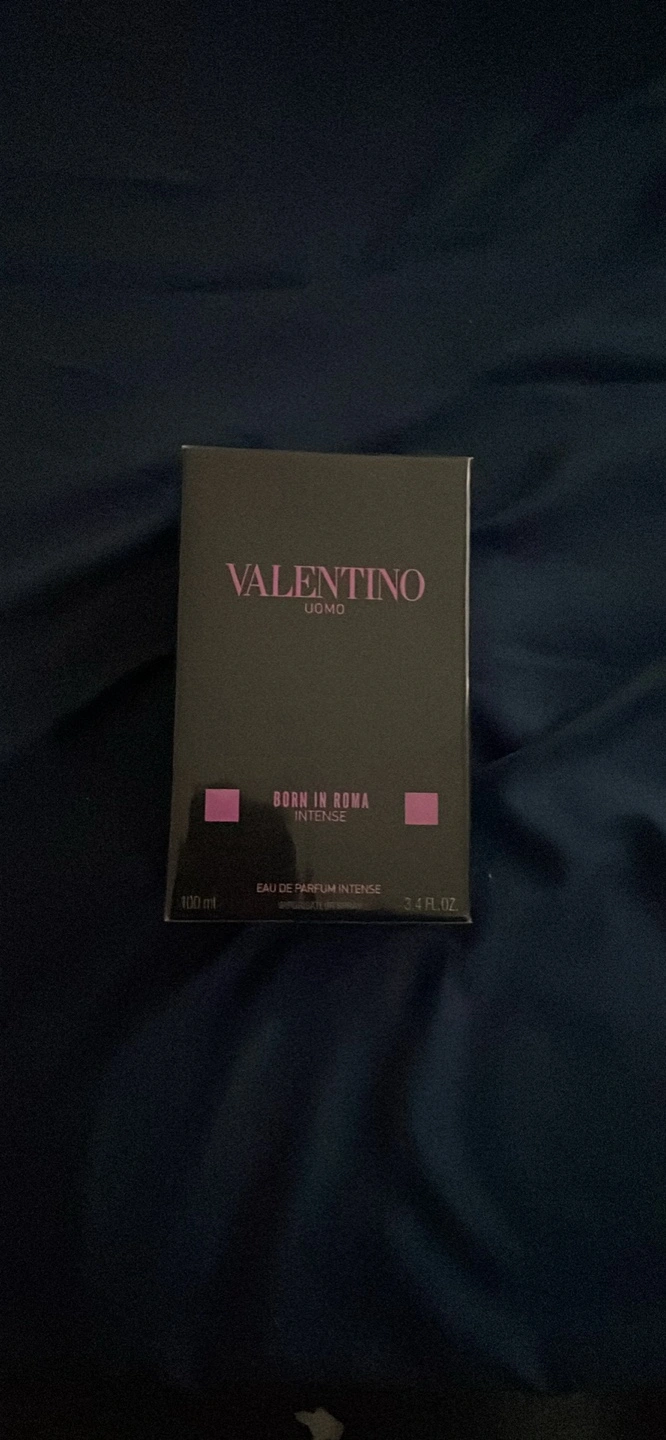 VALENTINO
UOMO
BORN IN ROMA
INTENSE
EAU DE PARFUM INTENSE
100 ml
3.4 FL.OZ.